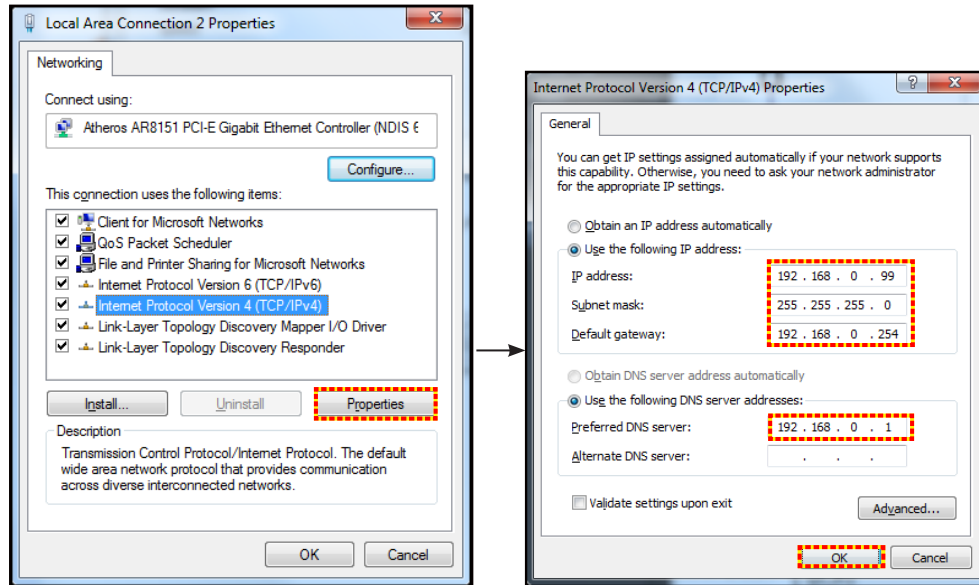 Local Area Connection 2 Properties
Networking
Connect using:
Atheros AR8151 PCI-E Gigabit Ethernet Controller (NDIS 6
Configure...
This connection uses the following items:
Client for Microsoft Networks
QoS Packet Scheduler
File and Printer Sharing for Microsoft Networks
Internet Protocol Version 6 (TCP/IPv6)
Internet Protocol Version 4 (TCP/IPv4)
Link-Layer Topology Discovery Mapper I/O Driver
Link-Layer Topology Discovery Responder
Install...
Uninstall
Properties
Description
Transmission Control Protocol/Internet Protocol. The default
wide area network protocol that provides communication
across diverse interconnected networks.
OK
Cancel
Internet Protocol Version 4 (TCP/IPv4) Properties
General
You can get IP settings assigned automatically if your network supports
this capability. Otherwise, you need to ask your network administrator
for the appropriate IP settings.
Obtain an IP address automatically
Use the following IP address:
IP address: 192 . 168 . 0 . 99
Subnet mask: 255 . 255 . 255 . 0
Default gateway: 192 . 168 . 0 . 254
Obtain DNS server address automatically
Use the following DNS server addresses:
Preferred DNS server: 192 . 168 . 0 . 1
Alternate DNS server: . . .
Validate settings upon exit
Advanced...
OK
Cancel